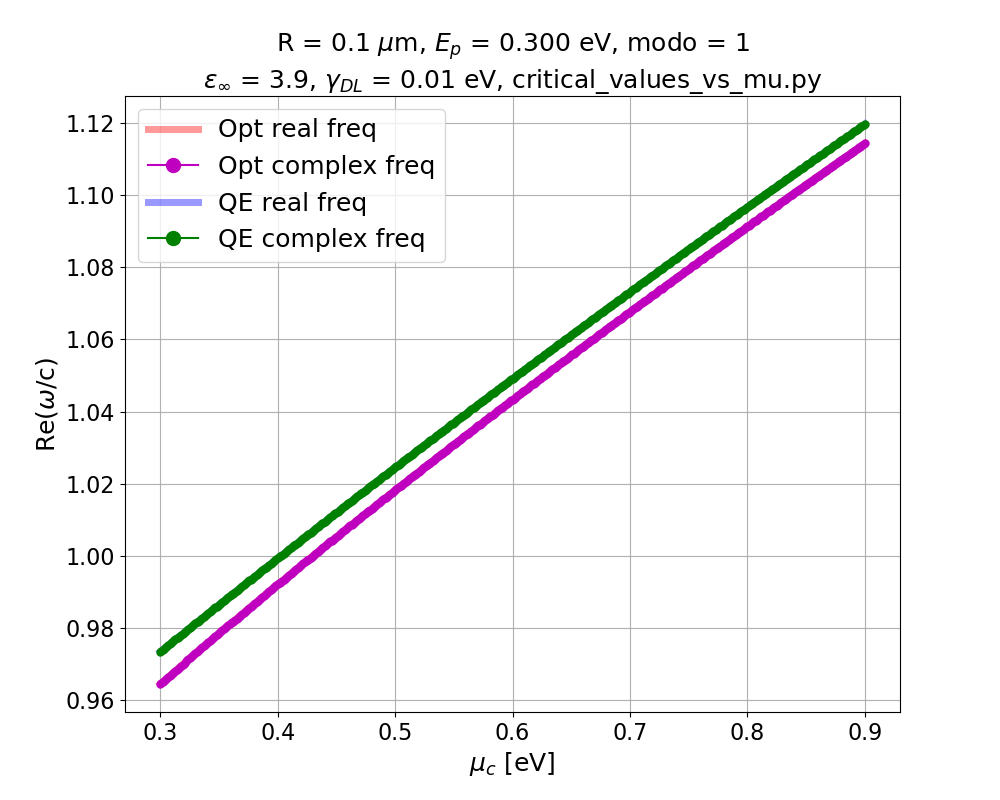 R = 0.1 μm, E_p = 0.300 eV, modo = 1
ε_∞ = 3.9, γ_DL = 0.01 eV, critical_values_vs_mu.py
Opt real freq
Opt complex freq
QE real freq
QE complex freq
Re(ω/c)
1.12
1.10
1.08
1.06
1.04
1.02
1.00
0.98
0.96
0.3 0.4 0.5 0.6 0.7 0.8 0.9
μ_c [eV]